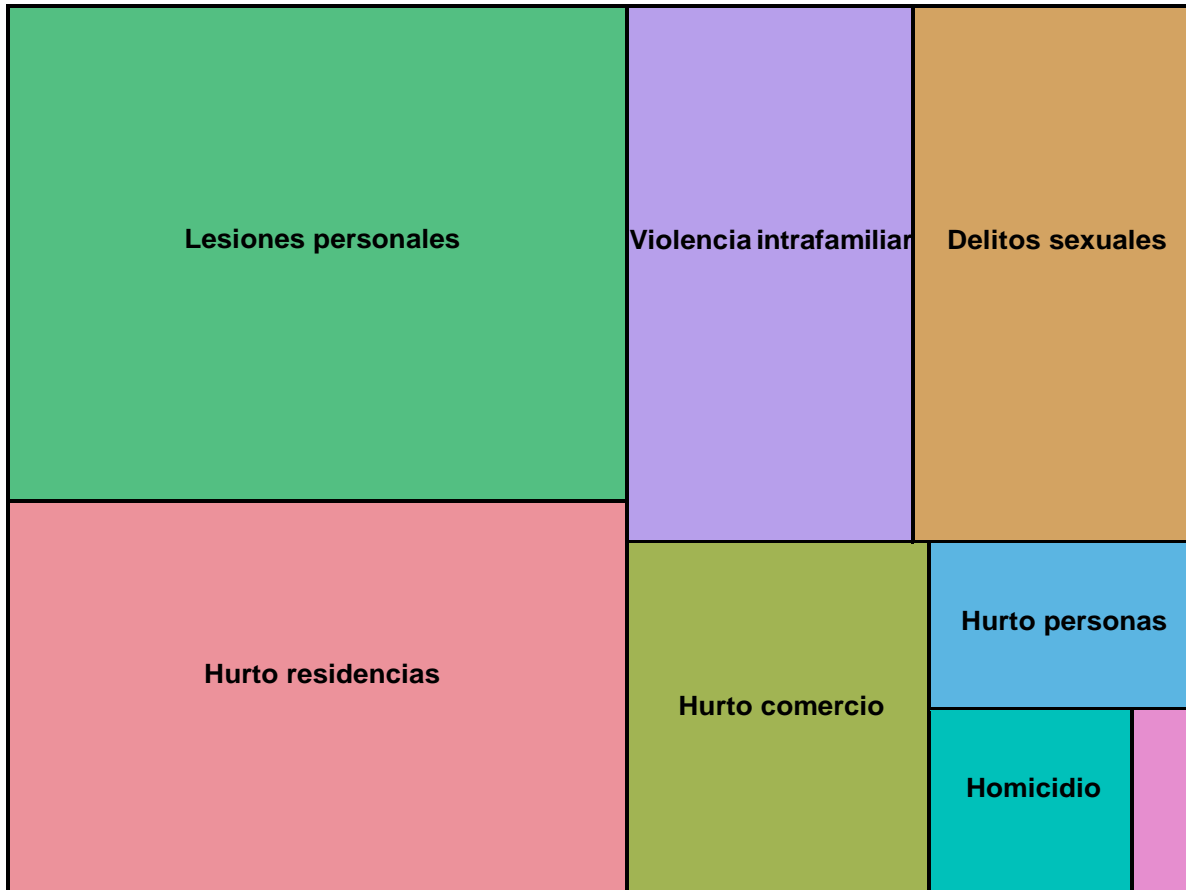 Lesiones personales
Violencia intrafamiliar
Delitos sexuales
Hurto residencias
Hurto comercio
Hurto personas
Homicidio